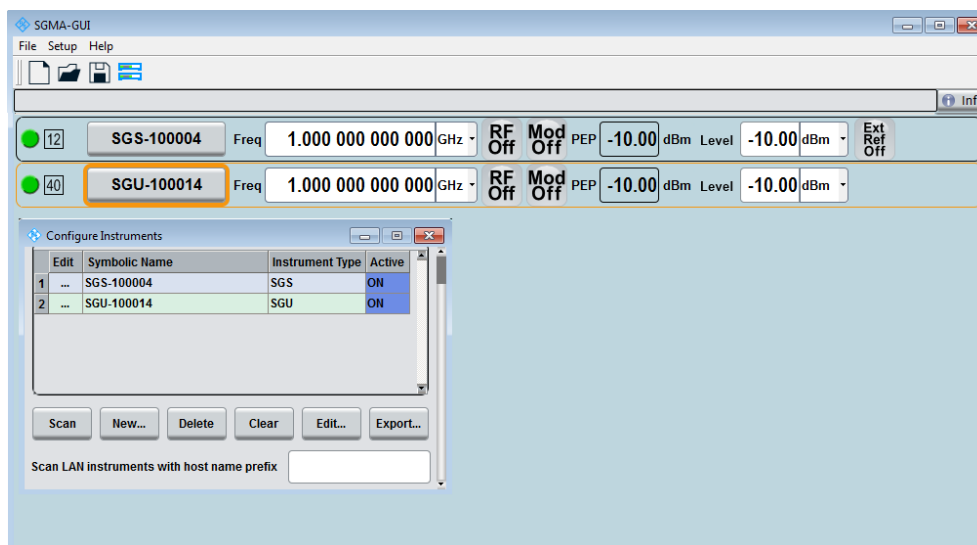 SGMA-GUI
File Setup Help
Inf
12 SGS-100004 Freq 1.000 000 000 000 GHz RF Off Mod Off PEP -10.00 dBm Level -10.00 dBm Ext Ref Off
40 SGU-100014 Freq 1.000 000 000 000 GHz RF Off Mod Off PEP -10.00 dBm Level -10.00 dBm
Configure Instruments
Edit Symbolic Name Instrument Type Active
1 ... SGS-100004 SGS ON
2 ... SGU-100014 SGU ON
Scan New... Delete Clear Edit... Export...
Scan LAN instruments with host name prefix